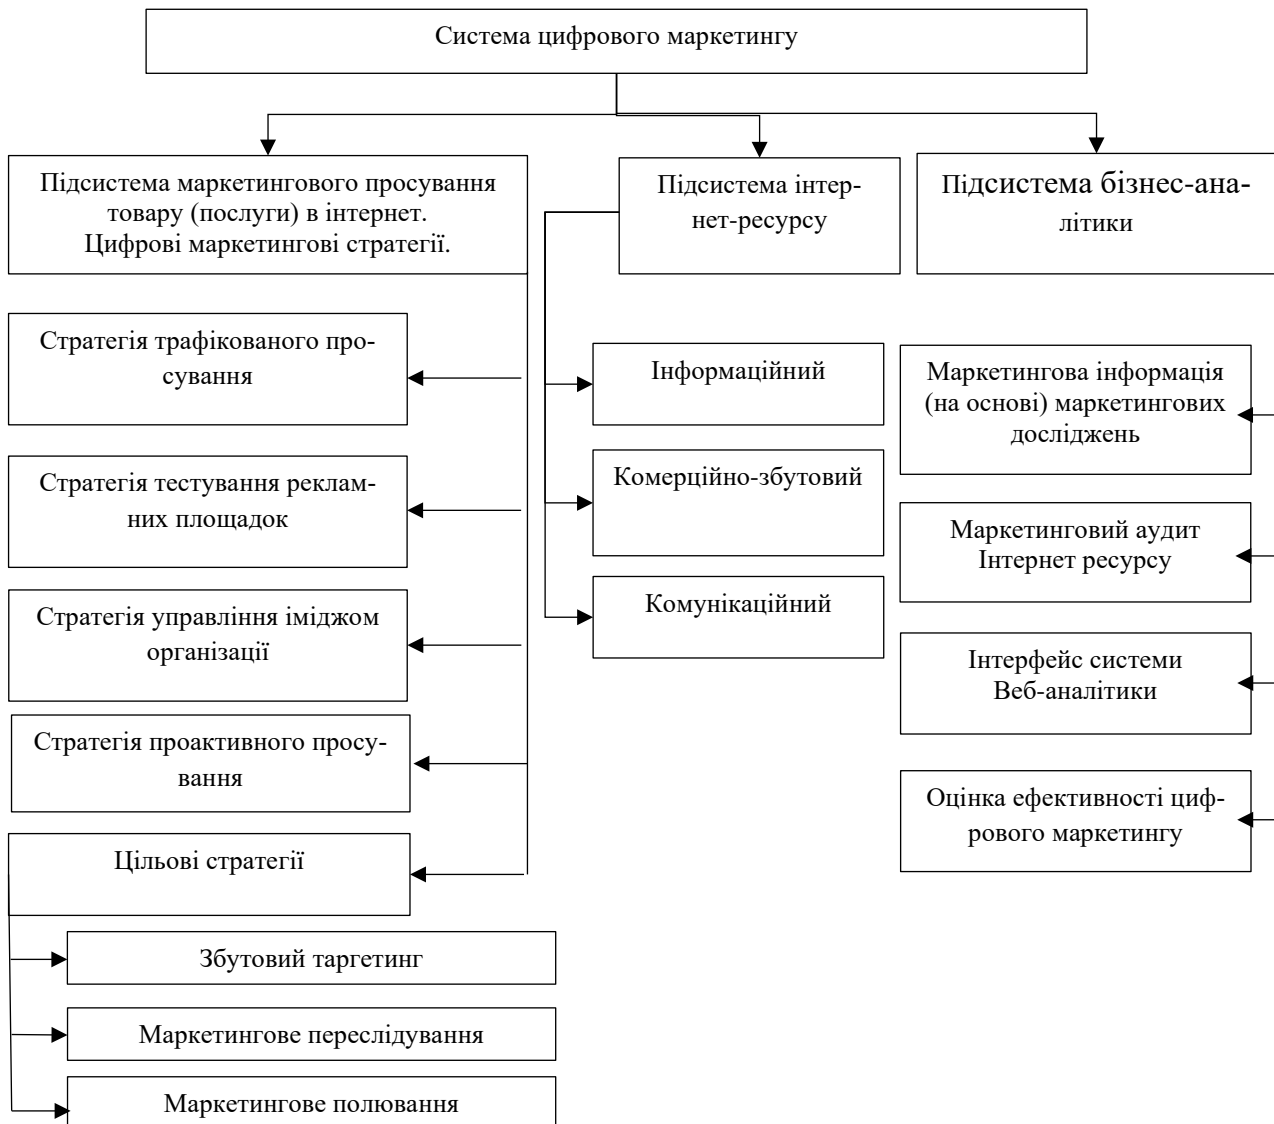 Система цифрового маркетингу
Підсистема маркетингового просування
товару (послуги) в інтернет.
Цифрові маркетингові стратегії.
Підсистема інтер-
нет-ресурсу
Підсистема бізнес-ана-
літики
Стратегія трафікованого про-
сування
Стратегія тестування реклам-
них площадок
Стратегія управління іміджом
організації
Стратегія проактивного просу-
вання
Цільові стратегії
Збутовий таргетинг
Маркетингове переслідування
Маркетингове полювання
Інформаційний
Комерційно-збутовий
Комунікаційний
Маркетингова інформація
(на основі) маркетингових
досліджень
Маркетинговий аудит
Інтернет ресурсу
Інтерфейс системи
Веб-аналітики
Оцінка ефективності циф-
рового маркетингу